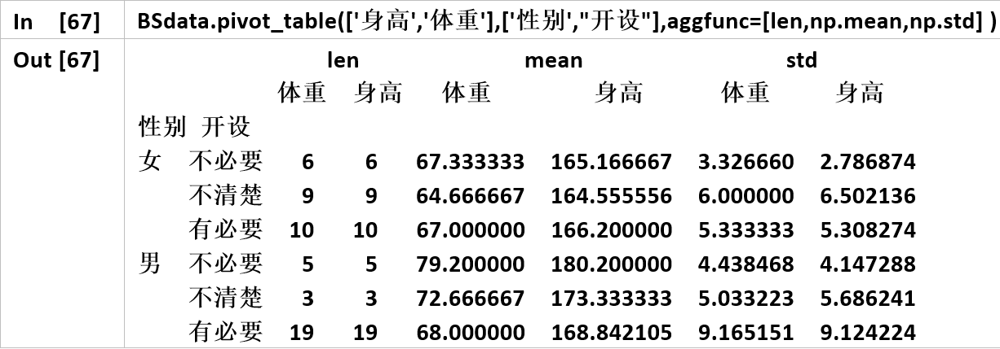 In [67] BSdata.pivot_table(['身高','体重'],['性别',"开设"],aggfunc=[len,np.mean,np.std] )
Out [67] len mean std
体重 身高 体重 身高 体重 身高
性别 开设
女 不必要 6 6 67.333333 165.166667 3.326660 2.786874
不清楚 9 9 64.666667 164.555556 6.000000 6.502136
有必要 10 10 67.000000 166.200000 5.333333 5.308274
男 不必要 5 5 79.200000 180.200000 4.438468 4.147288
不清楚 3 3 72.666667 173.333333 5.033223 5.686241
有必要 19 19 68.000000 168.842105 9.165151 9.124224